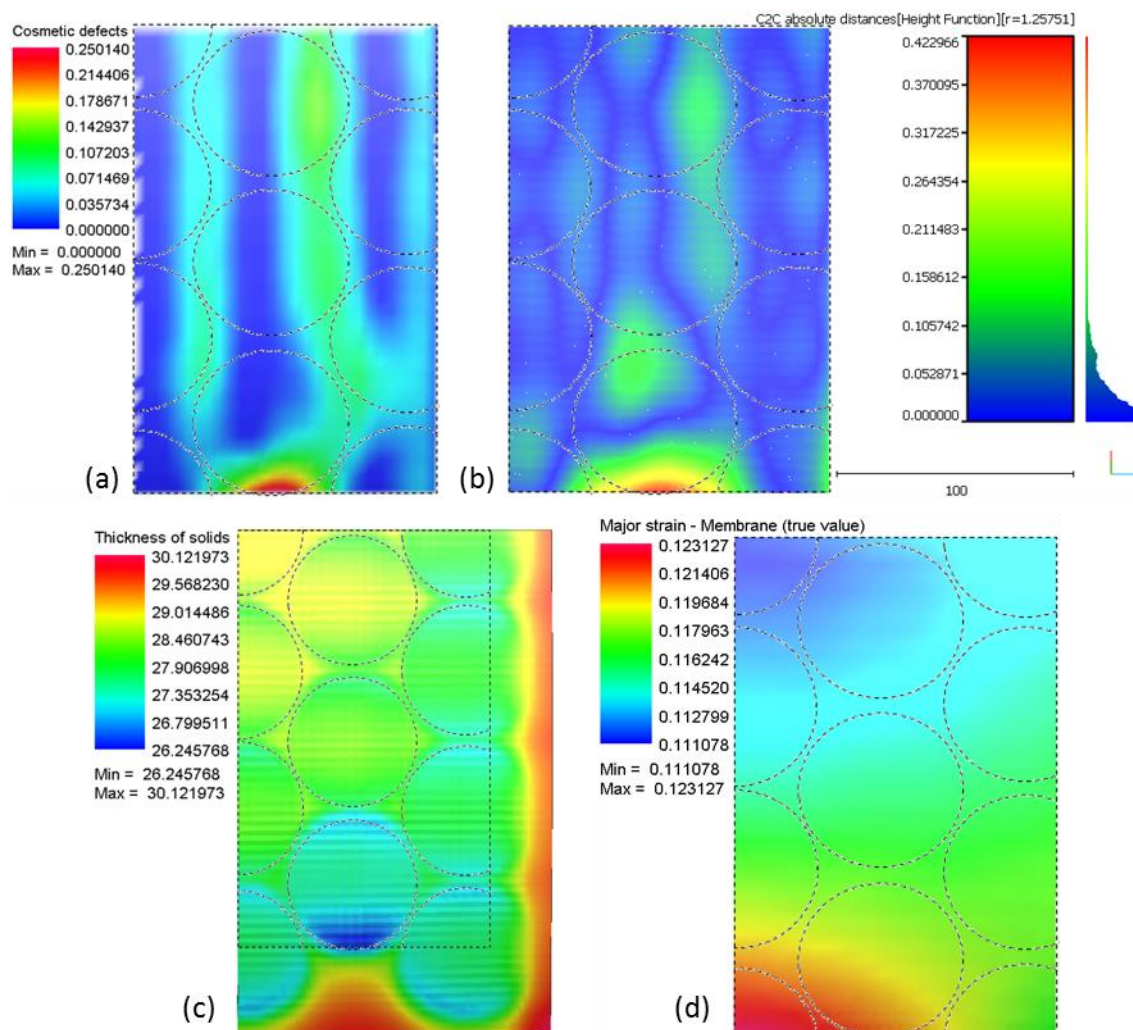 Cosmetic defects
0.250140
0.214406
0.178671
0.142937
0.107203
0.071469
0.035734
0.000000
Min = 0.000000
Max = 0.250140
(a)
(b)
C2C absolute distances[Height Function][r=1.25751]
0.422966
0.370095
0.317225
0.264354
0.211483
0.158612
0.105742
0.052871
0.000000
100
Thickness of solids
30.121973
29.568230
29.014486
28.460743
27.906998
27.353254
26.799511
26.245768
Min = 26.245768
Max = 30.121973
(c)
Major strain - Membrane (true value)
0.123127
0.121406
0.119684
0.117963
0.116242
0.114520
0.112799
0.111078
Min = 0.111078
Max = 0.123127
(d)